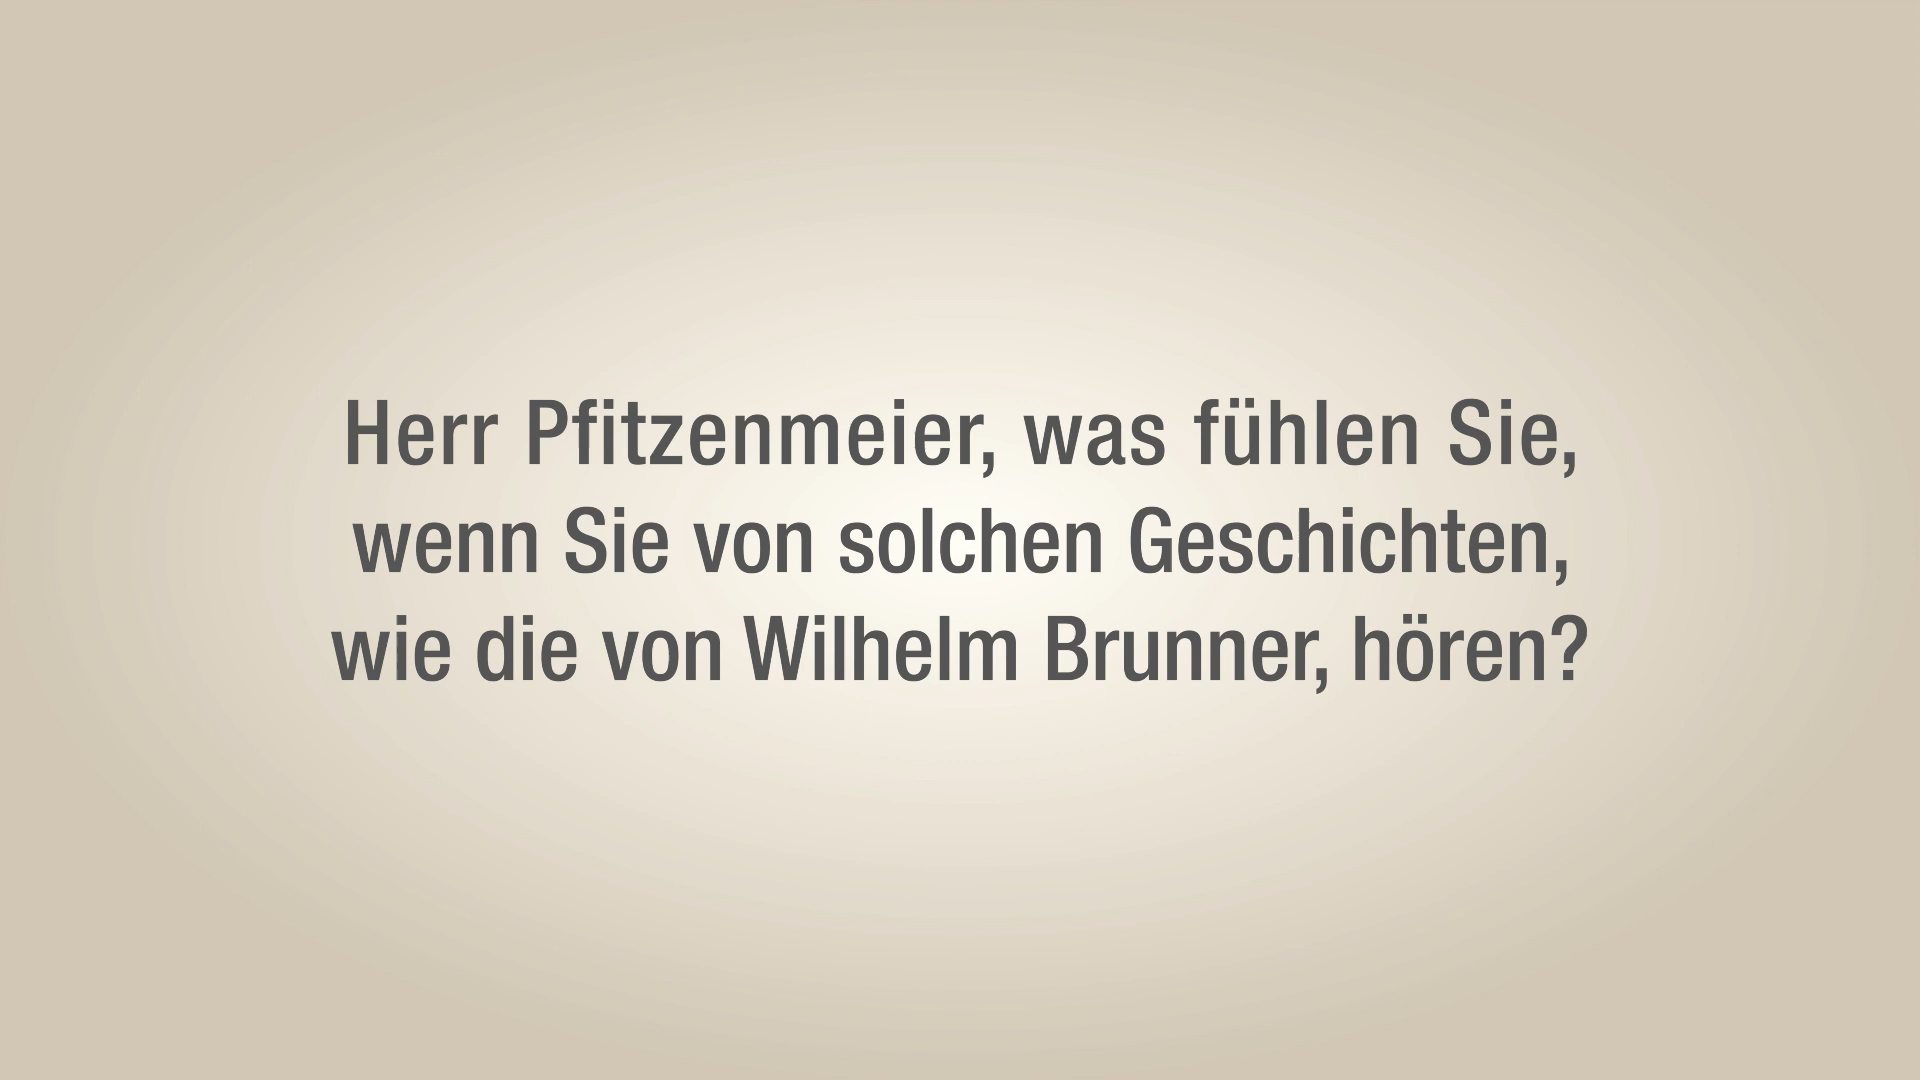 Herr Pfitzenmeier, was fühlen Sie,
wenn Sie von solchen Geschichten,
wie die von Wilhelm Brunner, hören?